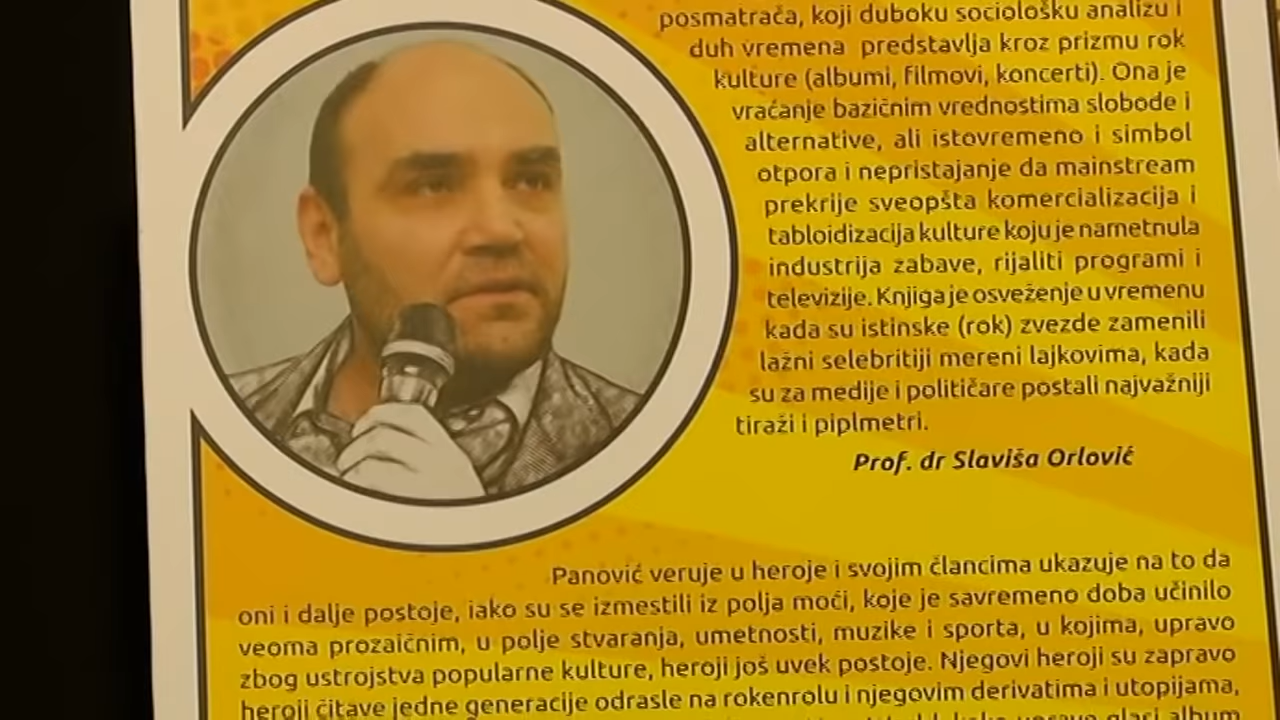 posmatrača, koji duboku sociološku analizu i
duh vremena predstavlja kroz prizmu rok
kulture (albumi, filmovi, koncerti). Ona je
vraćanje bazičnim vrednostima slobode i
alternative, ali istovremeno i simbol
otpora i nepristajanje da mainstream
prekrije sveopšta komercializacija i
tabloidizacija kulture koju je nametnula
industrija zabave, rijaliti programi i
televizije. Knjiga je osveženje u vremenu
kada su istinske (rok) zvezde zamenili
lažni selebritiji mereni lajkovima, kada
su za medije i političare postali najvažniji
tiraži i piplmetri.
Prof. dr Slaviša Orlović
Panović veruje u heroje i svojim člancima ukazuje na to da
oni i dalje postoje, iako su se izmestili iz polja moći, koje je savremeno doba učinilo
veoma prozaičnim, u polje stvaranja, umetnosti, muzike i sporta, u kojima, upravo
zbog ustrojstva popularne kulture, heroji još uvek postoje. Njegovi heroji su zapravo
heroji čitave jedne generacije odrasle na rokenrolu i njegovim derivatima i utopijama,
kako upravo glasi album